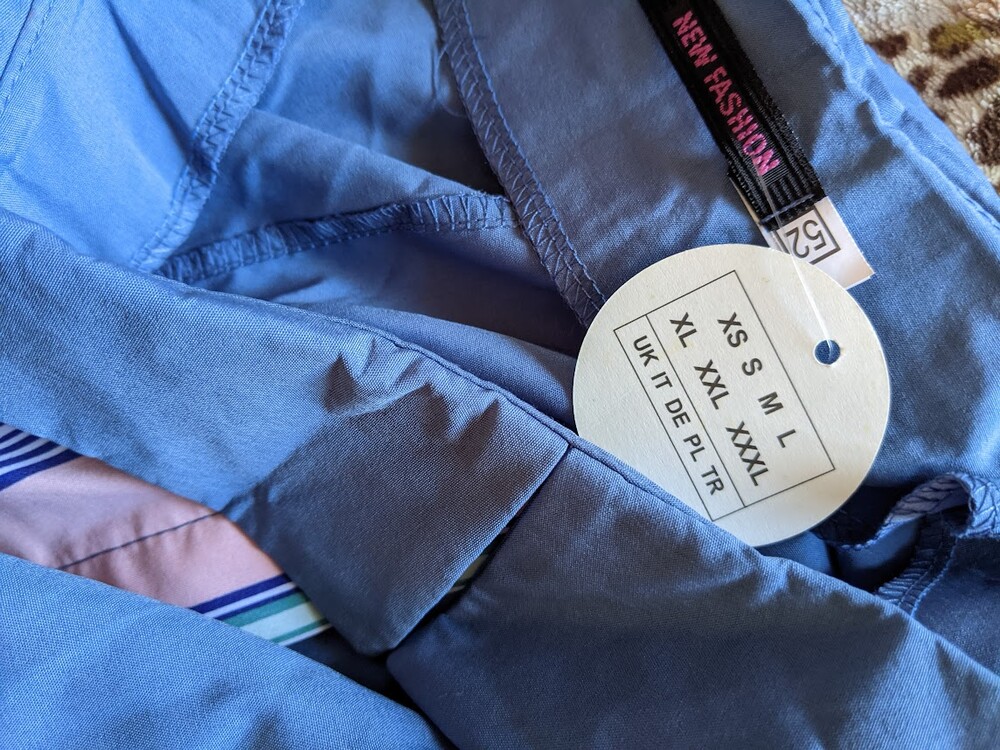 NEW FASHION
52
XS S M L
XL XXL XXXL
UK IT DE PL TR